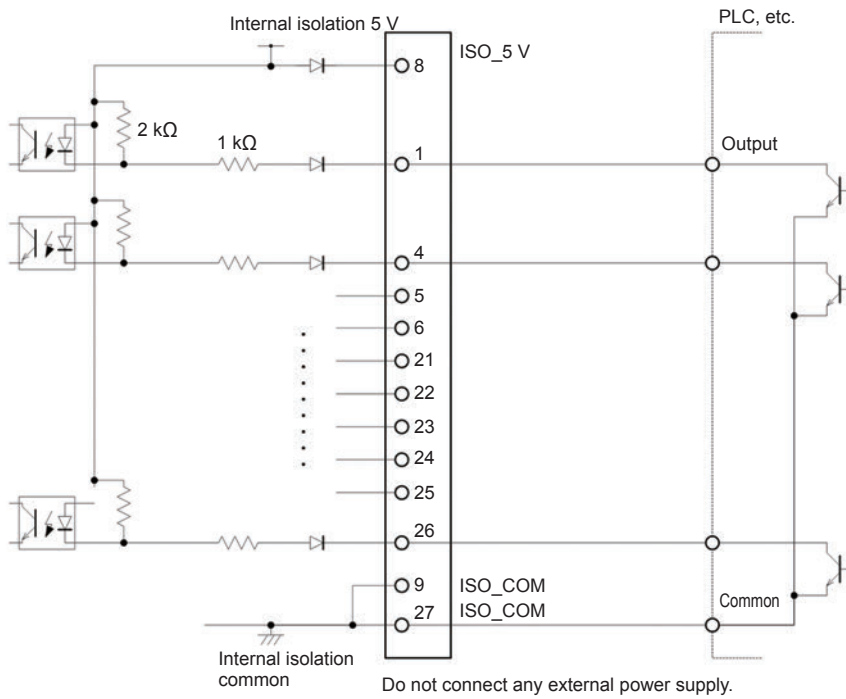 Internal isolation 5 V
PLC, etc.
ISO_5 V
8
2 kΩ
1 kΩ
1
Output
4
5
6
21
22
23
24
25
26
9
ISO_COM
27
ISO_COM
Common
Internal isolation
common
Do not connect any external power supply.